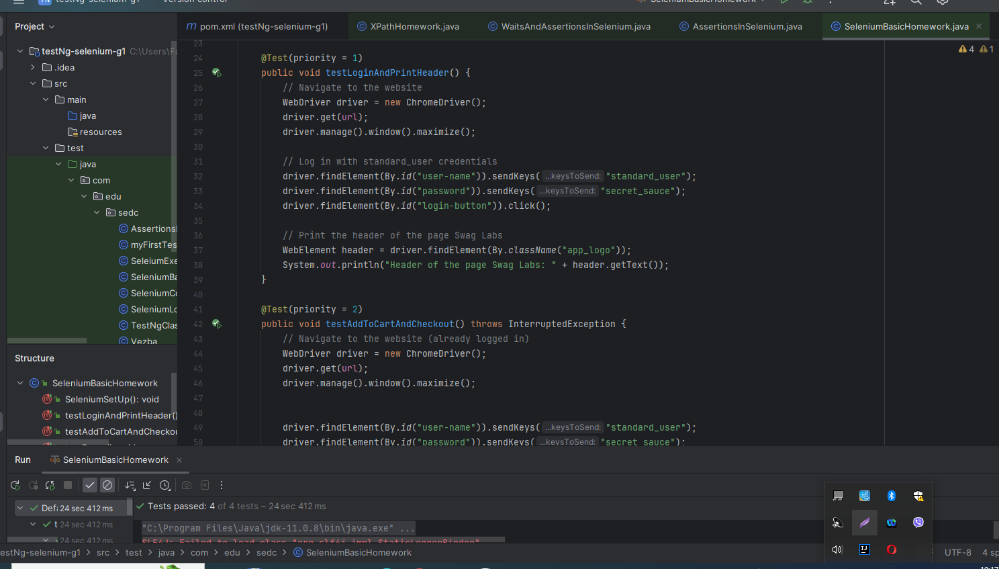 testNg-selenium-g1
Version control
SeleniumBasicHomework
Project
pom.xml (testNg-selenium-g1)
XPathHomework.java
WaitsAndAssertionsInSelenium.java
AssertionsInSelenium.java
SeleniumBasicHomework.java
testNg-selenium-g1 C:\Users\
.idea
src
main
java
resources
test
java
com
edu
sedc
Assertions
myFirstTes
SeleiumExe
SeleniumBa
SeleniumCo
SeleniumLo
TestNgClas
Vezba
4 1
23
24 @Test(priority = 1)
25 public void testLoginAndPrintHeader() {
26 // Navigate to the website
27 WebDriver driver = new ChromeDriver();
28 driver.get(url);
29 driver.manage().window().maximize();
30
31 // Log in with standard_user credentials
32 driver.findElement(By.id("user-name")).sendKeys( ...keysToSend: "standard_user");
33 driver.findElement(By.id("password")).sendKeys( ...keysToSend: "secret_sauce");
34 driver.findElement(By.id("login-button")).click();
35
36 // Print the header of the page Swag Labs
37 WebElement header = driver.findElement(By.className("app_logo"));
38 System.out.println("Header of the page Swag Labs: " + header.getText());
39 }
40
41 @Test(priority = 2)
42 public void testAddToCartAndCheckout() throws InterruptedException {
43 // Navigate to the website (already logged in)
44 WebDriver driver = new ChromeDriver();
45 driver.get(url);
46 driver.manage().window().maximize();
47
48
49 driver.findElement(By.id("user-name")).sendKeys( ...keysToSend: "standard_user");
50 driver.findElement(By.id("password")).sendKeys( ...keysToSend: "secret_sauce");
Structure
SeleniumBasicHomework
SeleniumSetUp(): void
testLoginAndPrintHeader()
testAddToCartAndCheckou
Run
SeleniumBasicHomework
Defa 24 sec 412 ms
t 24 sec 412 ms
24 sec 412 ms
Tests passed: 4 of 4 tests – 24 sec 412 ms
"C:\Program Files\Java\jdk-11.0.8\bin\java.exe" ...
SLF4J: Failed to load class "org.slf4j.impl.StaticLoggerBinder".
estNg-selenium-g1 > src > test > java > com > edu > sedc > SeleniumBasicHomework
UTF-8
4 sp